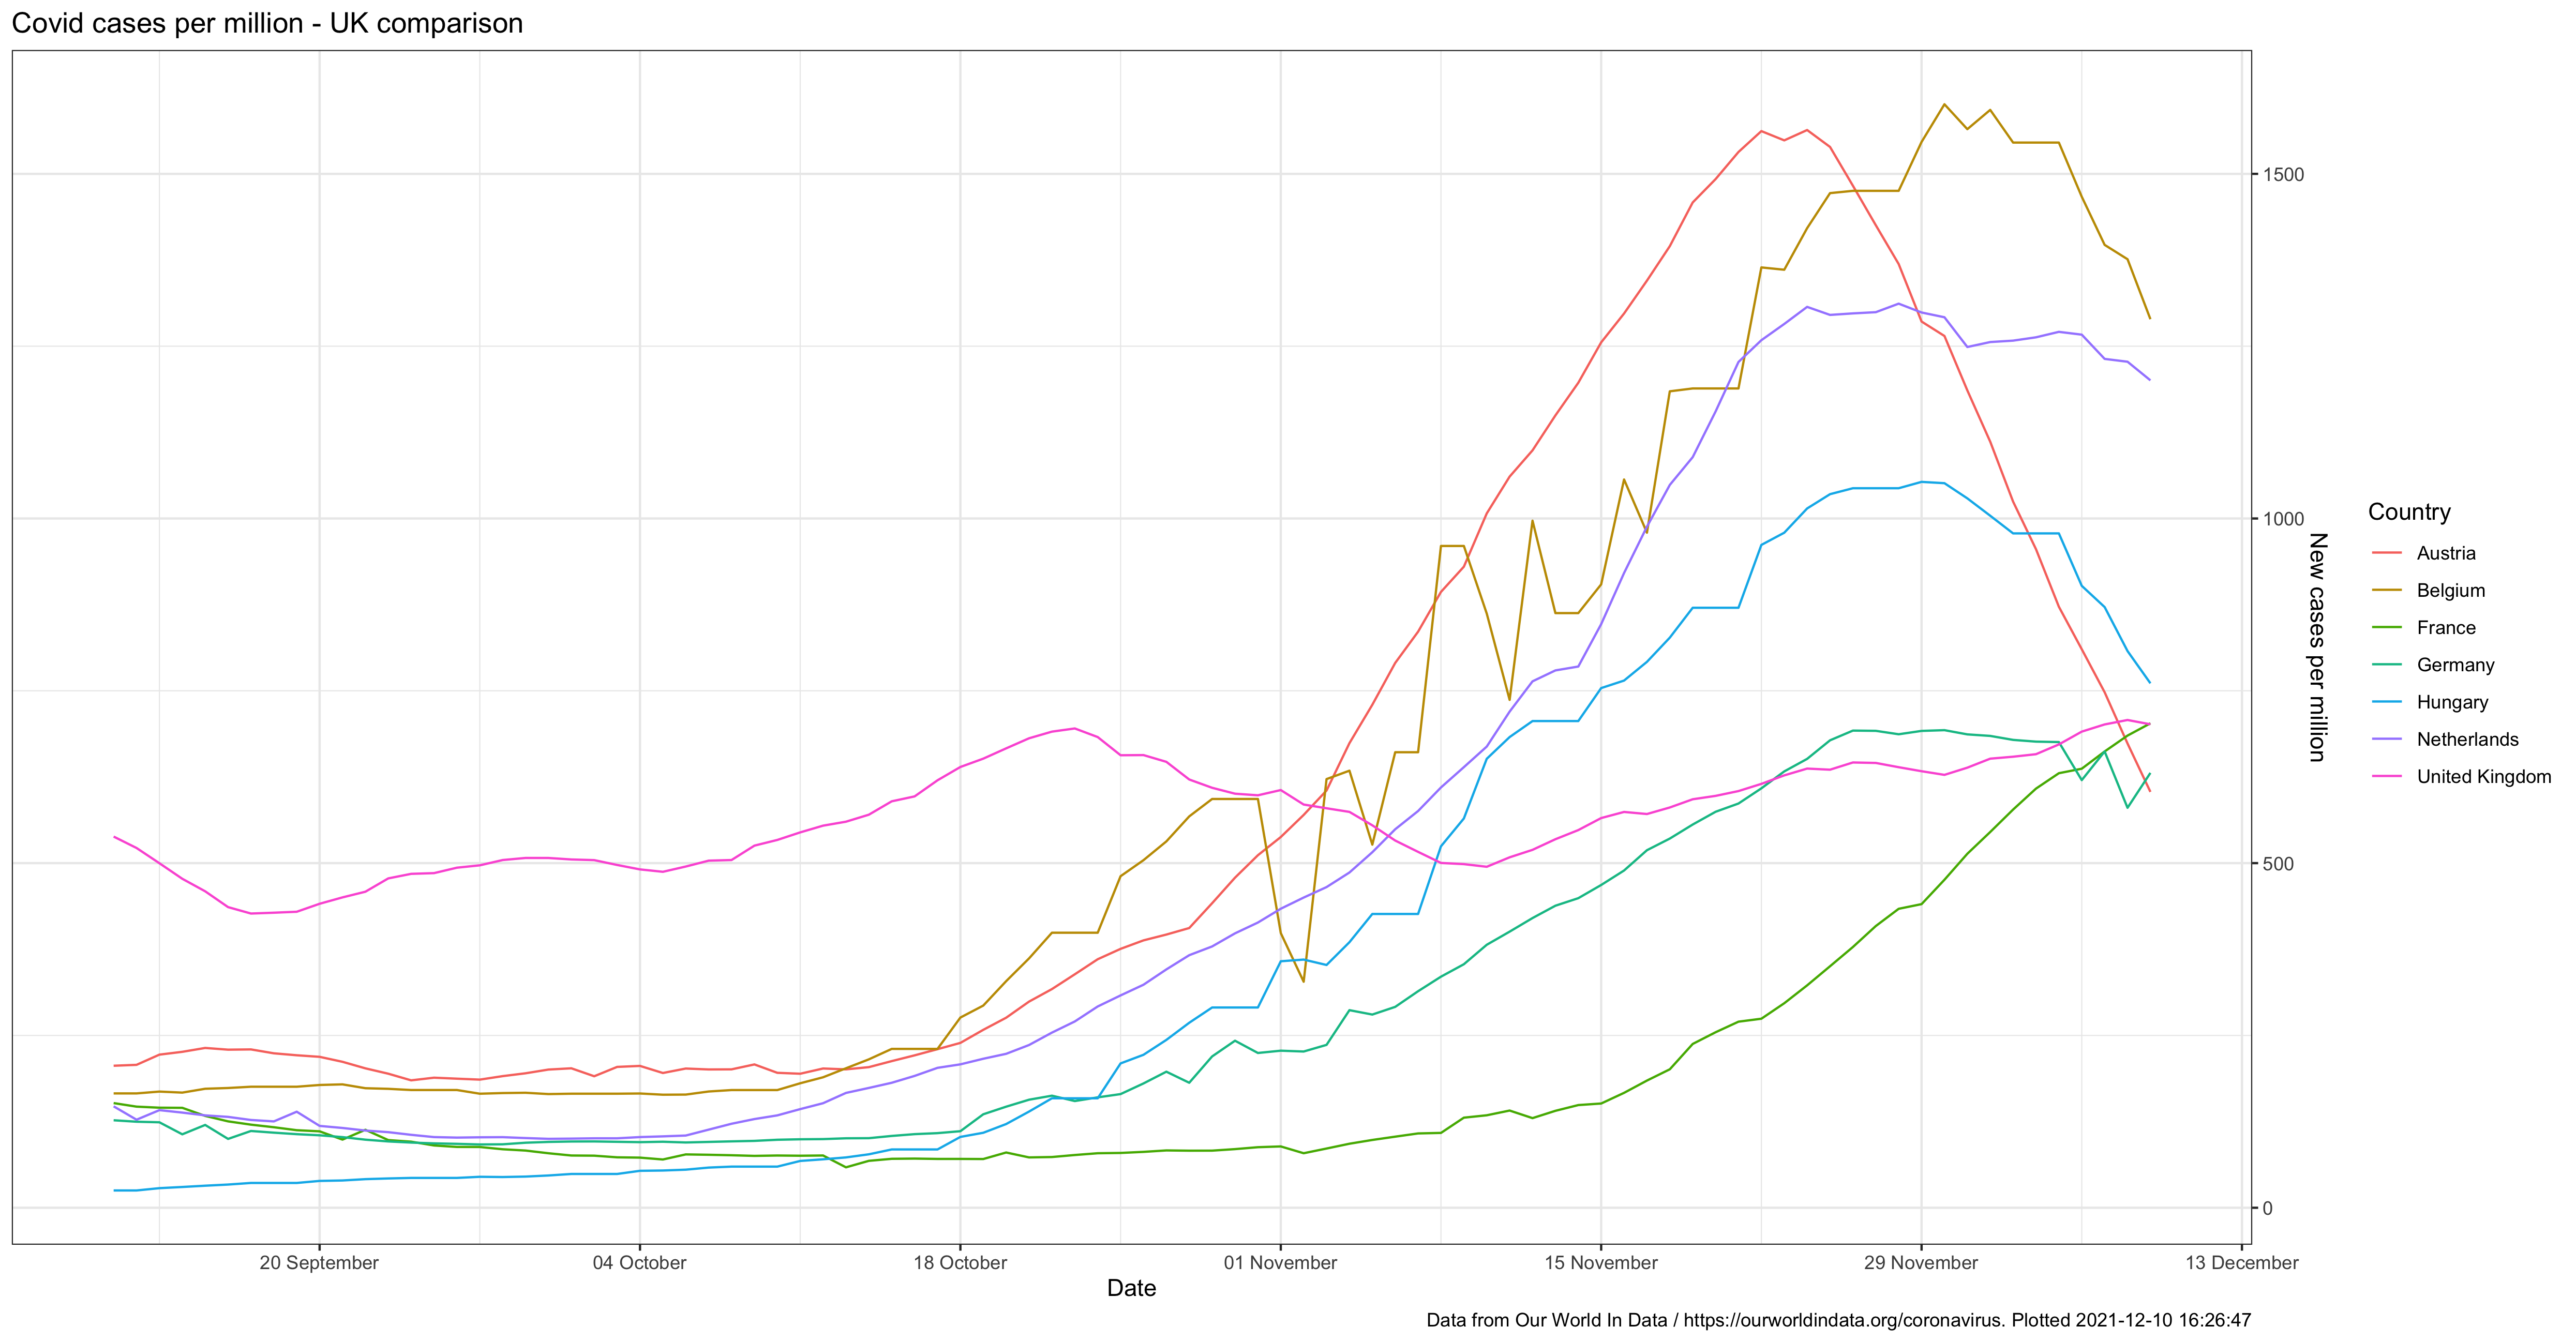 Covid cases per million - UK comparison
1500
1000
500
0
New cases per million
Country
Austria
Belgium
France
Germany
Hungary
Netherlands
United Kingdom
20 September 04 October 18 October 01 November 15 November 29 November 13 December
Date
Data from Our World In Data / https://ourworldindata.org/coronavirus. Plotted 2021-12-10 16:26:47